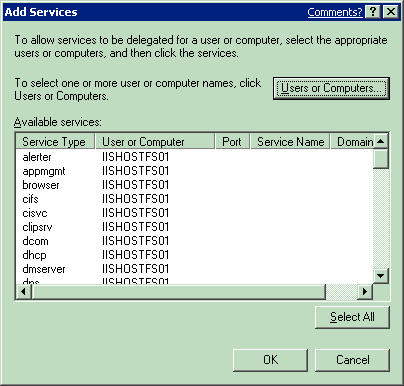 Add Services Comments?
To allow services to be delegated for a user or computer, select the appropriate
users or computers, and then click the services.
To select one or more user or computer names, click
Users or Computers.
Users or Computers...
Available services:
Service Type User or Computer Port Service Name Domain
alerter IISHOSTFS01
appmgmt IISHOSTFS01
browser IISHOSTFS01
cifs IISHOSTFS01
cisvc IISHOSTFS01
clipsrv IISHOSTFS01
dcom IISHOSTFS01
dhcp IISHOSTFS01
dmserver IISHOSTFS01
dns IISHOSTFS01
Select All
OK Cancel